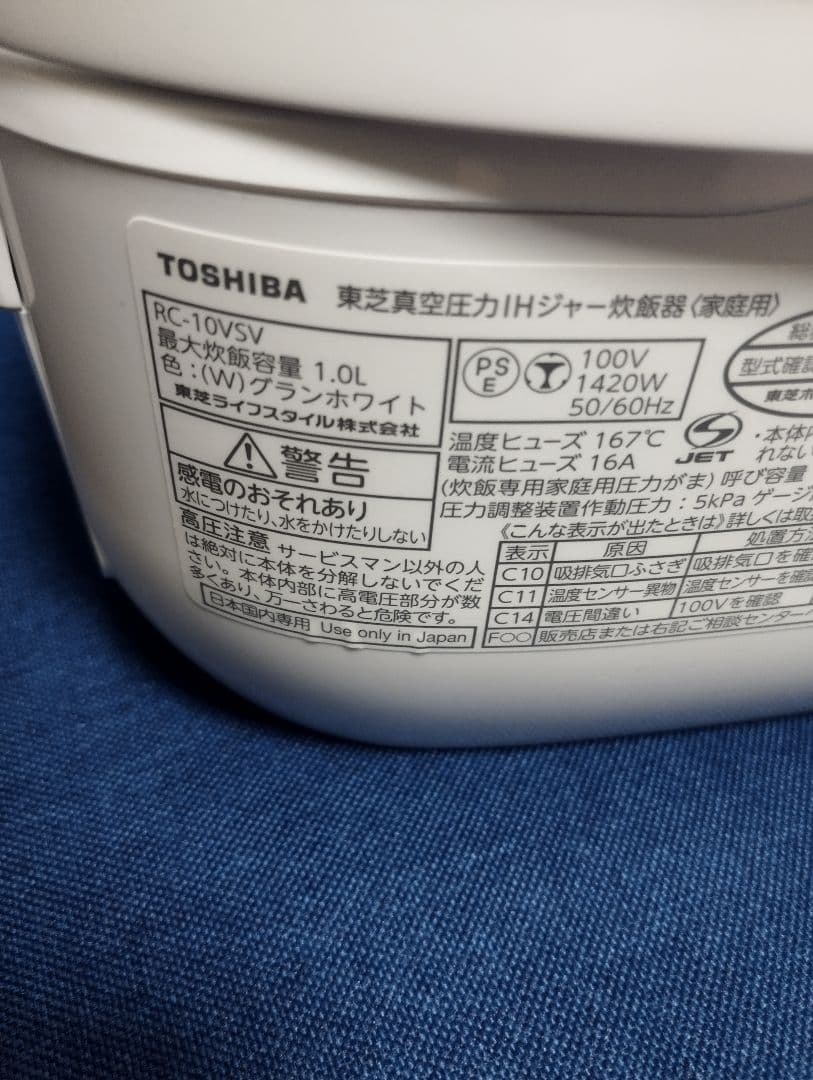 TOSHIBA 東芝真空圧力IHジャー炊飯器〈家庭用〉
RC-10VSV
最大炊飯容量 1.0L
色:(W)グランホワイト
東芝ライフスタイル株式会社
PS
E
100V
1420W
50/60Hz
型式確認
東芝ホ
温度ヒューズ 167℃
電流ヒューズ 16A
JET
・本体内
れない
(炊飯専用家庭用圧力がま) 呼び容量
圧力調整装置作動圧力:5kPa ゲージ
警告
感電のおそれあり
水につけたり、水をかけたりしない
高圧注意 サービスマン以外の人
は絶対に本体を分解しないでくだ
さい。本体内部に高電圧部分が数
多くあり、万一さわると危険です。
日本国内専用 Use only in Japan
《こんな表示が出たときは》詳しくは取
表示 原因 処置方
C10 吸排気口ふさぎ 吸排気口を確
C11 温度センサー異物 温度センサーを確
C14 電圧間違い 100Vを確認
F〇〇 販売店または右記ご相談センター